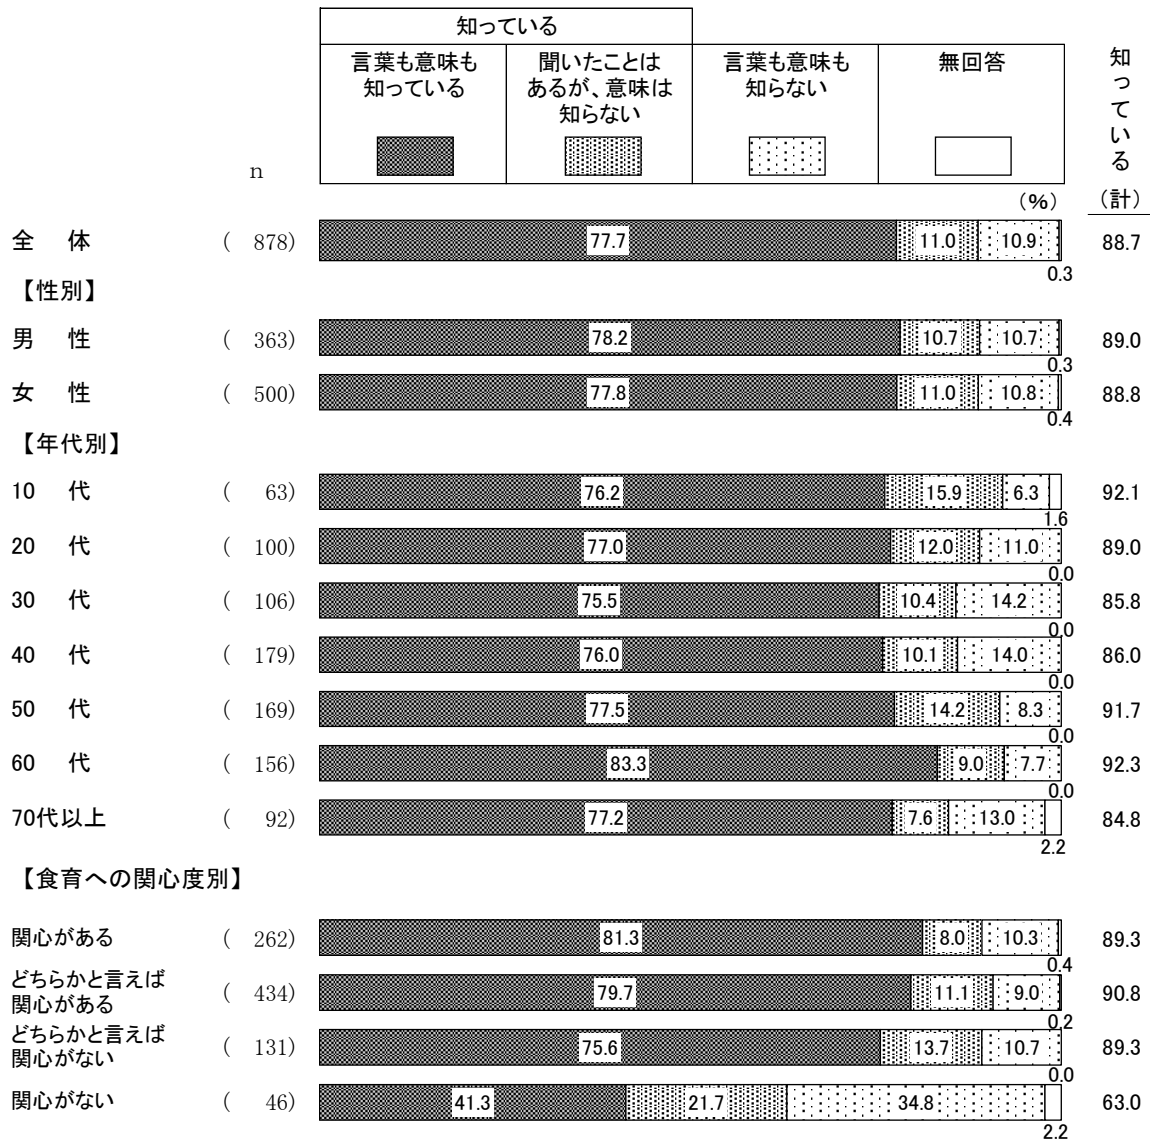 知っている
言葉も意味も
知っている
聞いたことは
あるが、意味は
知らない
言葉も意味も
知らない
無回答
知っている
n
(%)
(計)
全 体 ( 878) 77.7 11.0 10.9 88.7
0.3
【性別】
男 性 ( 363) 78.2 10.7 10.7 89.0
0.3
女 性 ( 500) 77.8 11.0 10.8 88.8
0.4
【年代別】
10 代 ( 63) 76.2 15.9 6.3 92.1
1.6
20 代 ( 100) 77.0 12.0 11.0 89.0
0.0
30 代 ( 106) 75.5 10.4 14.2 85.8
0.0
40 代 ( 179) 76.0 10.1 14.0 86.0
0.0
50 代 ( 169) 77.5 14.2 8.3 91.7
0.0
60 代 ( 156) 83.3 9.0 7.7 92.3
0.0
70代以上 ( 92) 77.2 7.6 13.0 84.8
2.2
【食育への関心度別】
関心がある ( 262) 81.3 8.0 10.3 89.3
0.4
どちらかと言えば
関心がある ( 434) 79.7 11.1 9.0 90.8
0.2
どちらかと言えば
関心がない ( 131) 75.6 13.7 10.7 89.3
0.0
関心がない ( 46) 41.3 21.7 34.8 63.0
2.2